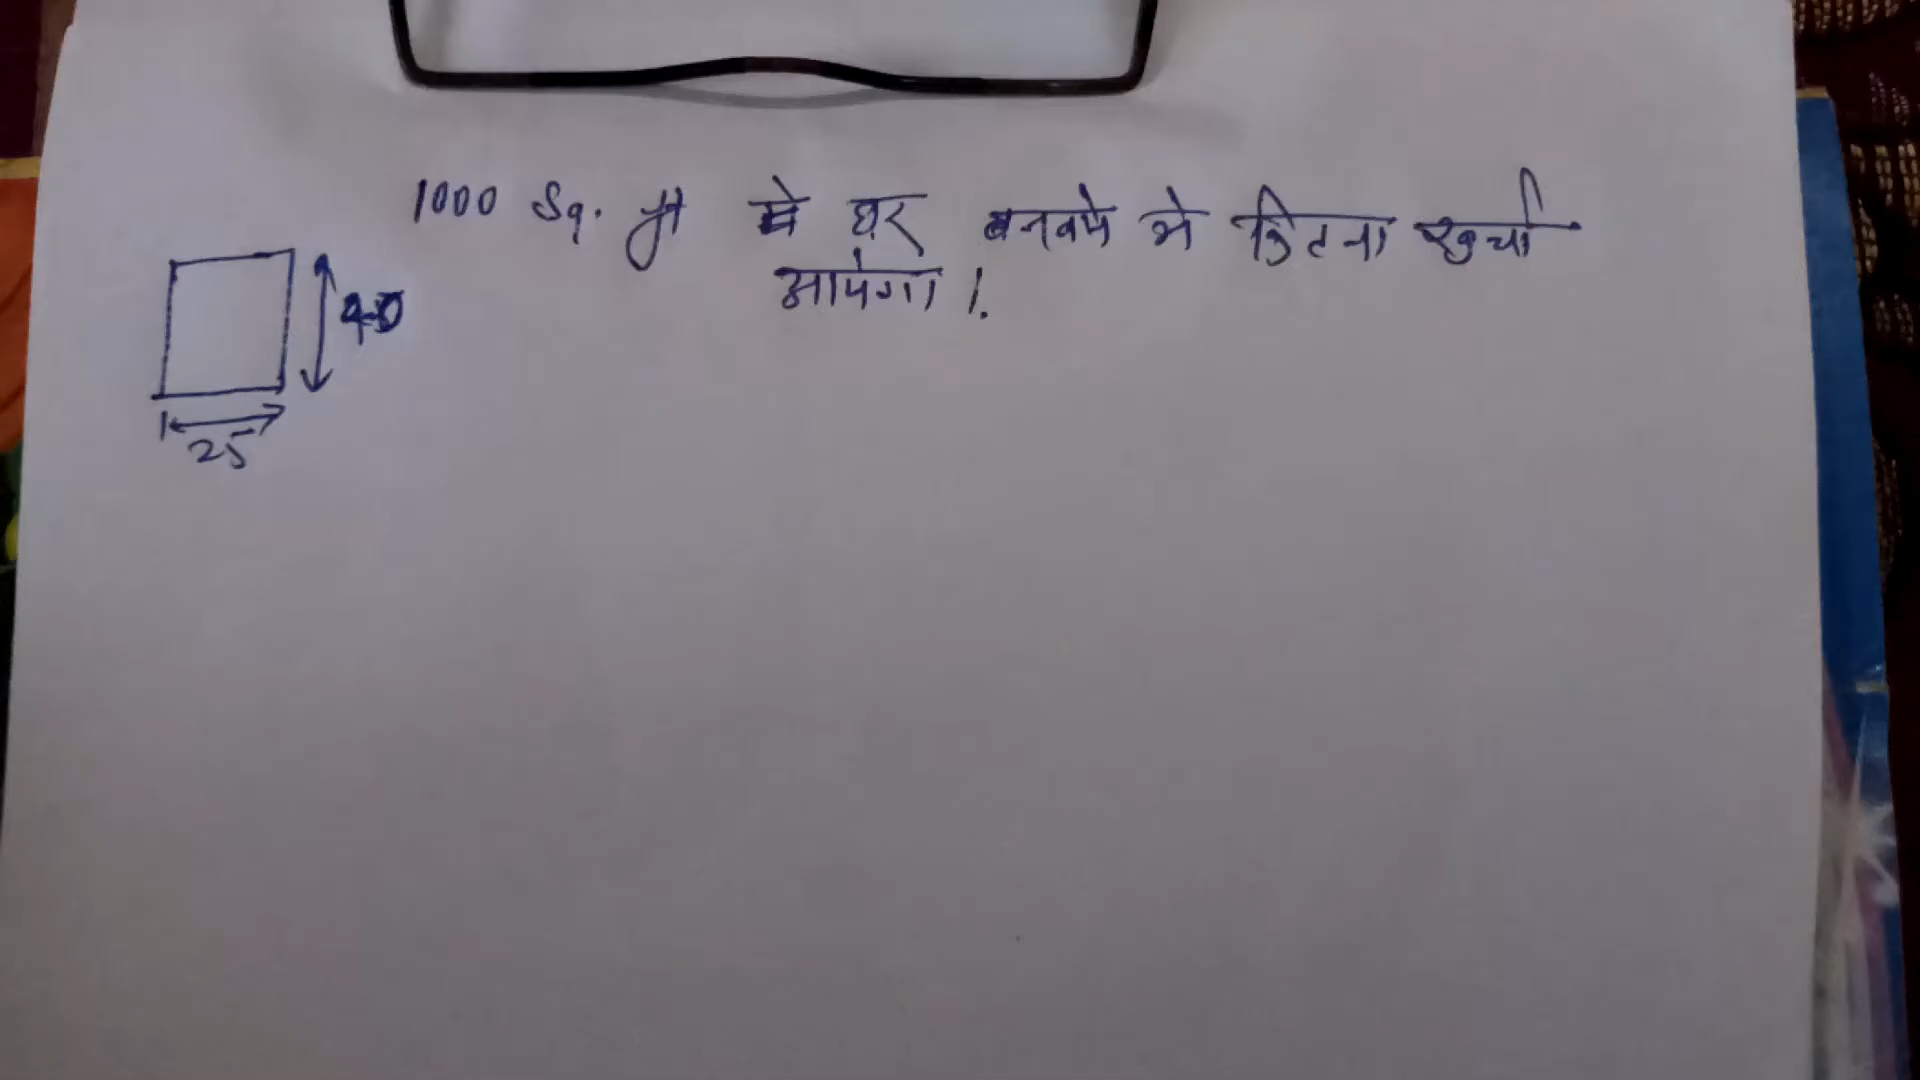 1000 Sq. ft में घर बनवाने में कितना खर्चा
आयेगा ।.
40
25